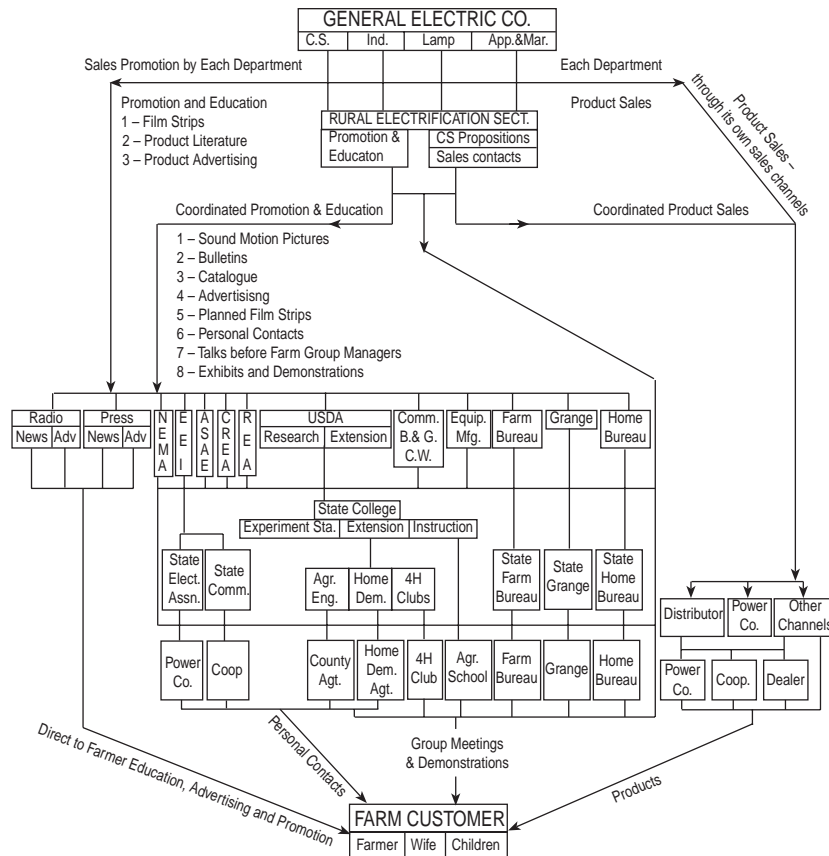 GENERAL ELECTRIC CO.
C.S. Ind. Lamp App.&Mar.
Sales Promotion by Each Department
Each Department
Promotion and Education
1 – Film Strips
2 – Product Literature
3 – Product Advertising
Product Sales
Product Sales –
through its own sales channels
RURAL ELECTRIFICATION SECT.
Promotion &
Educaton
CS Propositions
Sales contacts
Coordinated Promotion & Education
Coordinated Product Sales
1 – Sound Motion Pictures
2 – Bulletins
3 – Catalogue
4 – Advertisisng
5 – Planned Film Strips
6 – Personal Contacts
7 – Talks before Farm Group Managers
8 – Exhibits and Demonstrations
Radio
News Adv
Press
News Adv
NEMA
EEI
ASAE
CREA
REA
USDA
Research Extension
Comm.
B.& G.
C.W.
Equip.
Mfg.
Farm
Bureau
Grange
Home
Bureau
State College
Experiment Sta. Extension Instruction
State
Elect.
Assn.
State
Comm.
Agr.
Eng.
Home
Dem.
4H
Clubs
State
Farm
Bureau
State
Grange
State
Home
Bureau
Distributor
Power
Co.
Other
Channels
Power
Co.
Coop
County
Agt.
Home
Dem.
Agt.
4H
Club
Agr.
School
Farm
Bureau
Grange
Home
Bureau
Power
Co.
Coop.
Dealer
Direct to Farmer Education, Advertising and Promotion
Personal Contacts
Group Meetings
& Demonstrations
Products
FARM CUSTOMER
Farmer Wife Children